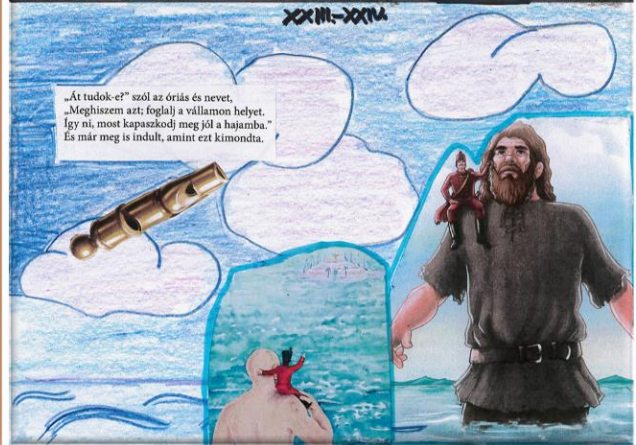 XXIII.-XXIV.
„Át tudok-e?” szól az óriás és nevet,
„Meghiszem azt; foglalj a vállamon helyet.
Így ni, most kapaszkodj meg jól a hajamba.”
És már meg is indult, amint ezt kimondta.